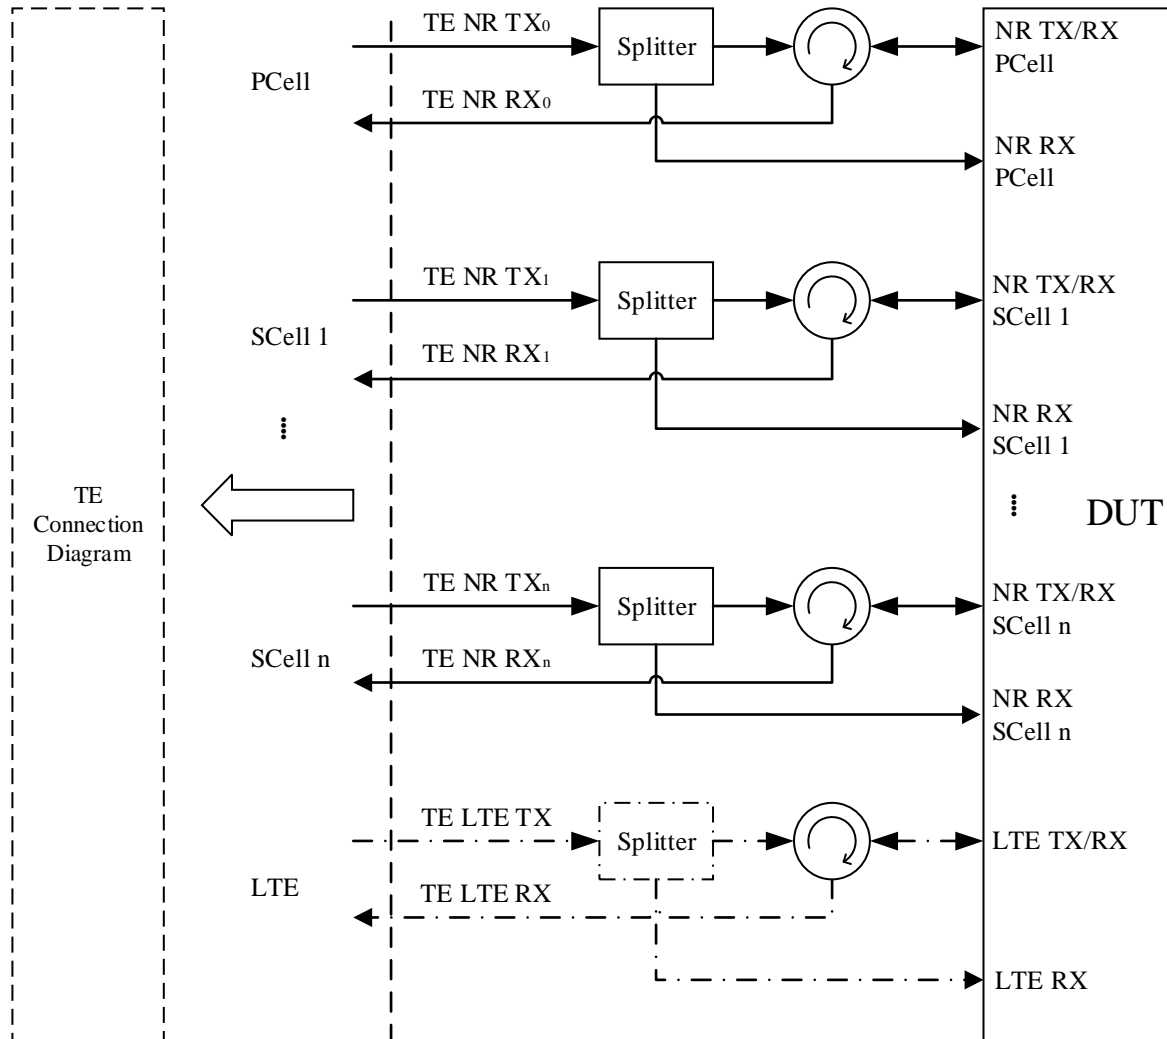 TE NR TX₀
Splitter
NR TX/RX
PCell
PCell
TE NR RX₀
NR RX
PCell
TE NR TX₁
Splitter
NR TX/RX
SCell 1
SCell 1
TE NR RX₁
NR RX
SCell 1
TE
Connection
Diagram
DUT
TE NR TXₙ
Splitter
NR TX/RX
SCell n
SCell n
TE NR RXₙ
NR RX
SCell n
TE LTE TX
Splitter
LTE TX/RX
LTE
TE LTE RX
LTE RX